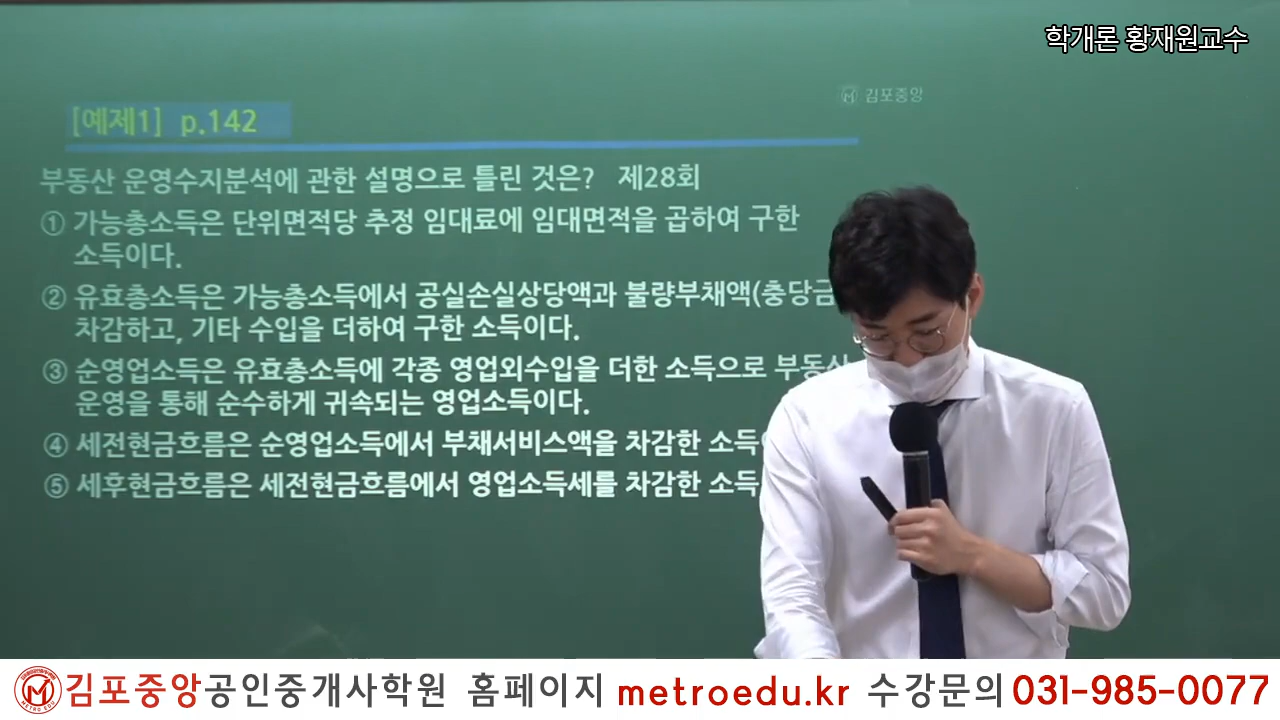 학개론 황재원교수
김포중앙
[예제1] p.142
부동산 운영수지분석에 관한 설명으로 틀린 것은? 제28회
① 가능총소득은 단위면적당 추정 임대료에 임대면적을 곱하여 구한
소득이다.
② 유효총소득은 가능총소득에서 공실손실상당액과 불량부채액(충당금
차감하고, 기타 수입을 더하여 구한 소득이다.
③ 순영업소득은 유효총소득에 각종 영업외수입을 더한 소득으로 부동산
운영을 통해 순수하게 귀속되는 영업소득이다.
④ 세전현금흐름은 순영업소득에서 부채서비스액을 차감한 소득
⑤ 세후현금흐름은 세전현금흐름에서 영업소득세를 차감한 소득
METRO EDU 김포중앙공인중개사학원 홈페이지 metroedu.kr 수강문의 031-985-0077